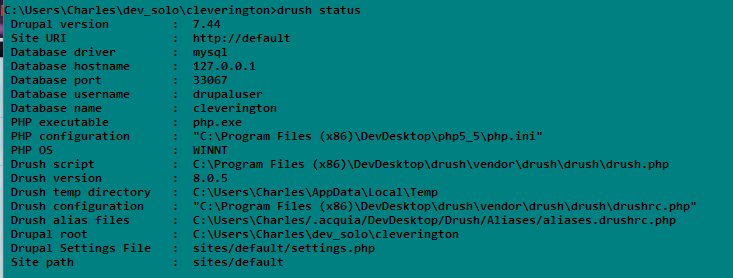 C:\Users\Charles\dev_solo\cleverington>drush status
Drupal version : 7.44
Site URI : http://default
Database driver : mysql
Database hostname : 127.0.0.1
Database port : 33067
Database username : drupaluser
Database name : cleverington
PHP executable : php.exe
PHP configuration : "C:\Program Files (x86)\DevDesktop\php5_5\php.ini"
PHP OS : WINNT
Drush script : C:\Program Files (x86)\DevDesktop\drush\vendor\drush\drush\drush.php
Drush version : 8.0.5
Drush temp directory : C:\Users\Charles\AppData\Local\Temp
Drush configuration : "C:\Program Files (x86)\DevDesktop\drush\vendor\drush\drush\drushrc.php"
Drush alias files : C:\Users\Charles/.acquia/DevDesktop/Drush/Aliases/aliases.drushrc.php
Drupal root : C:\Users\Charles\dev_solo\cleverington
Drupal Settings File : sites/default/settings.php
Site path : sites/default